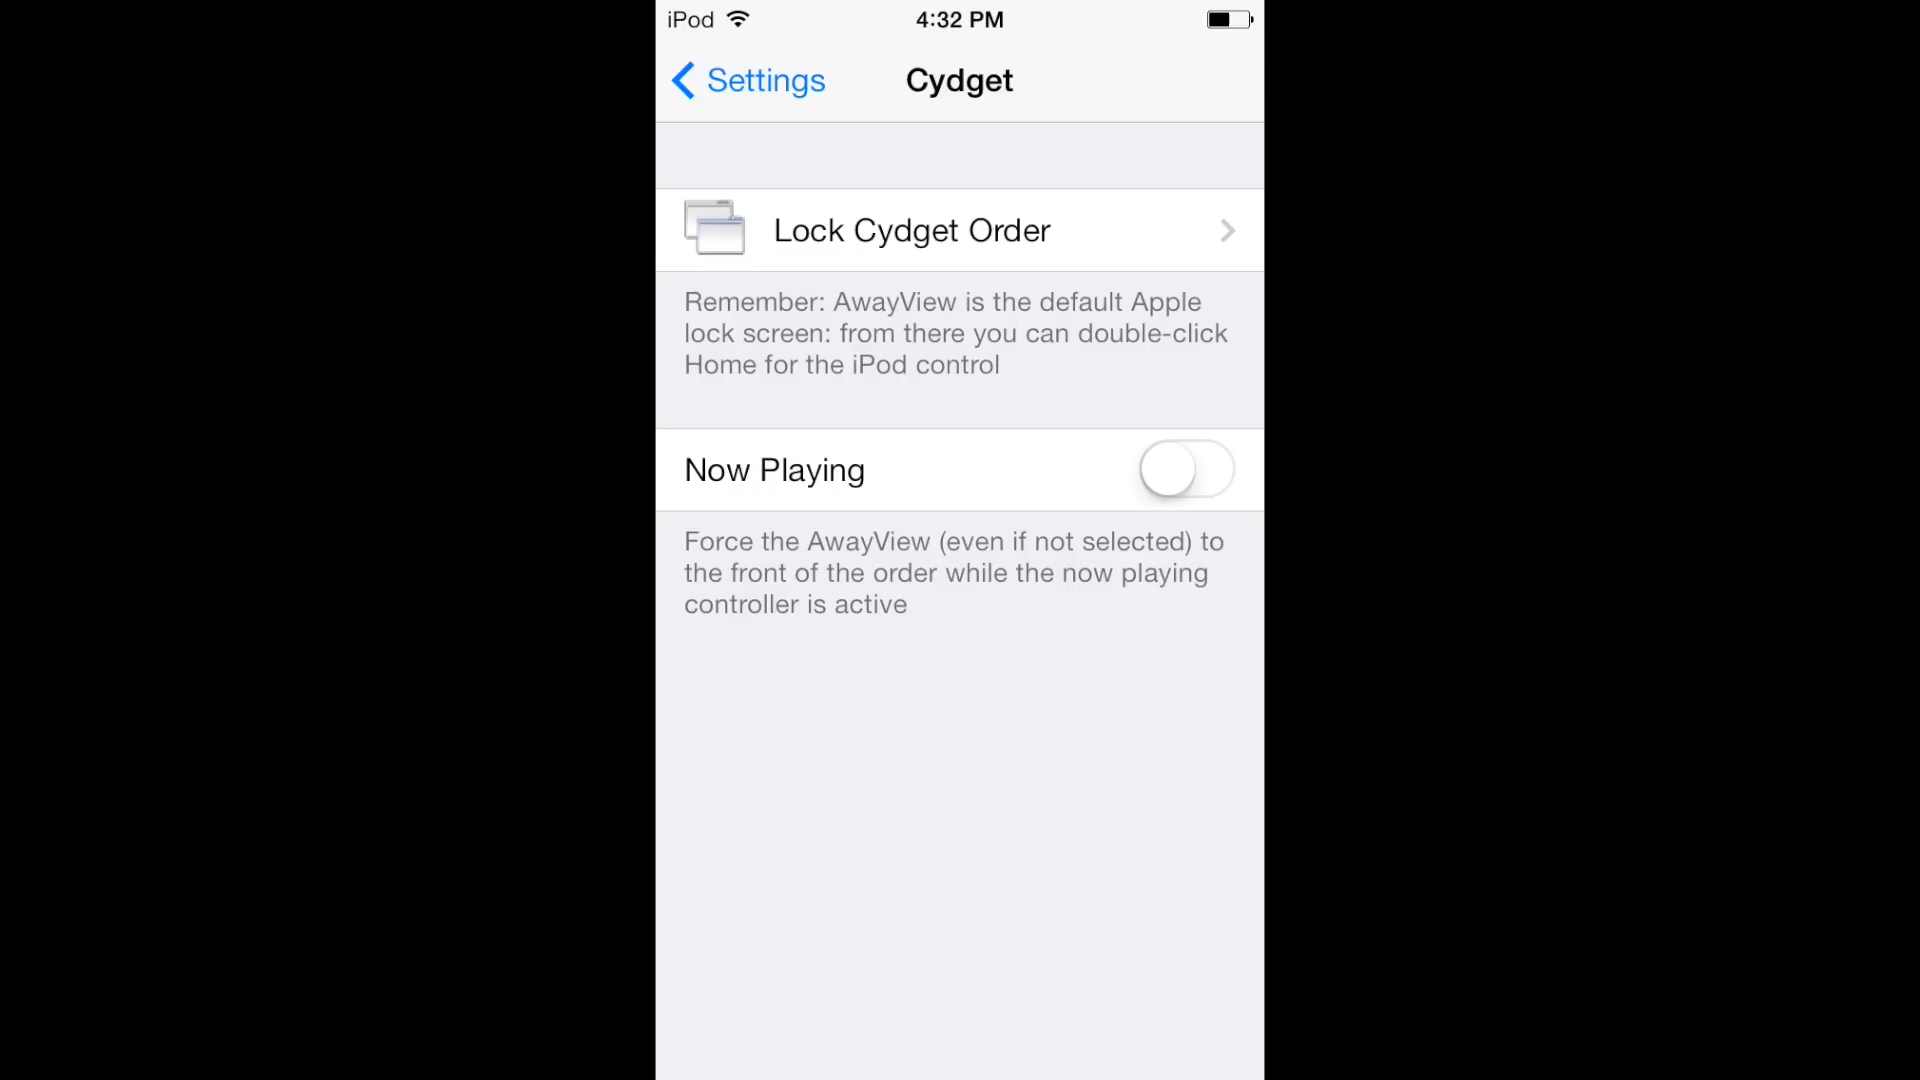 iPod 4:32 PM
Settings Cydget
Lock Cydget Order
Remember: AwayView is the default Apple
lock screen: from there you can double-click
Home for the iPod control
Now Playing
Force the AwayView (even if not selected) to
the front of the order while the now playing
controller is active